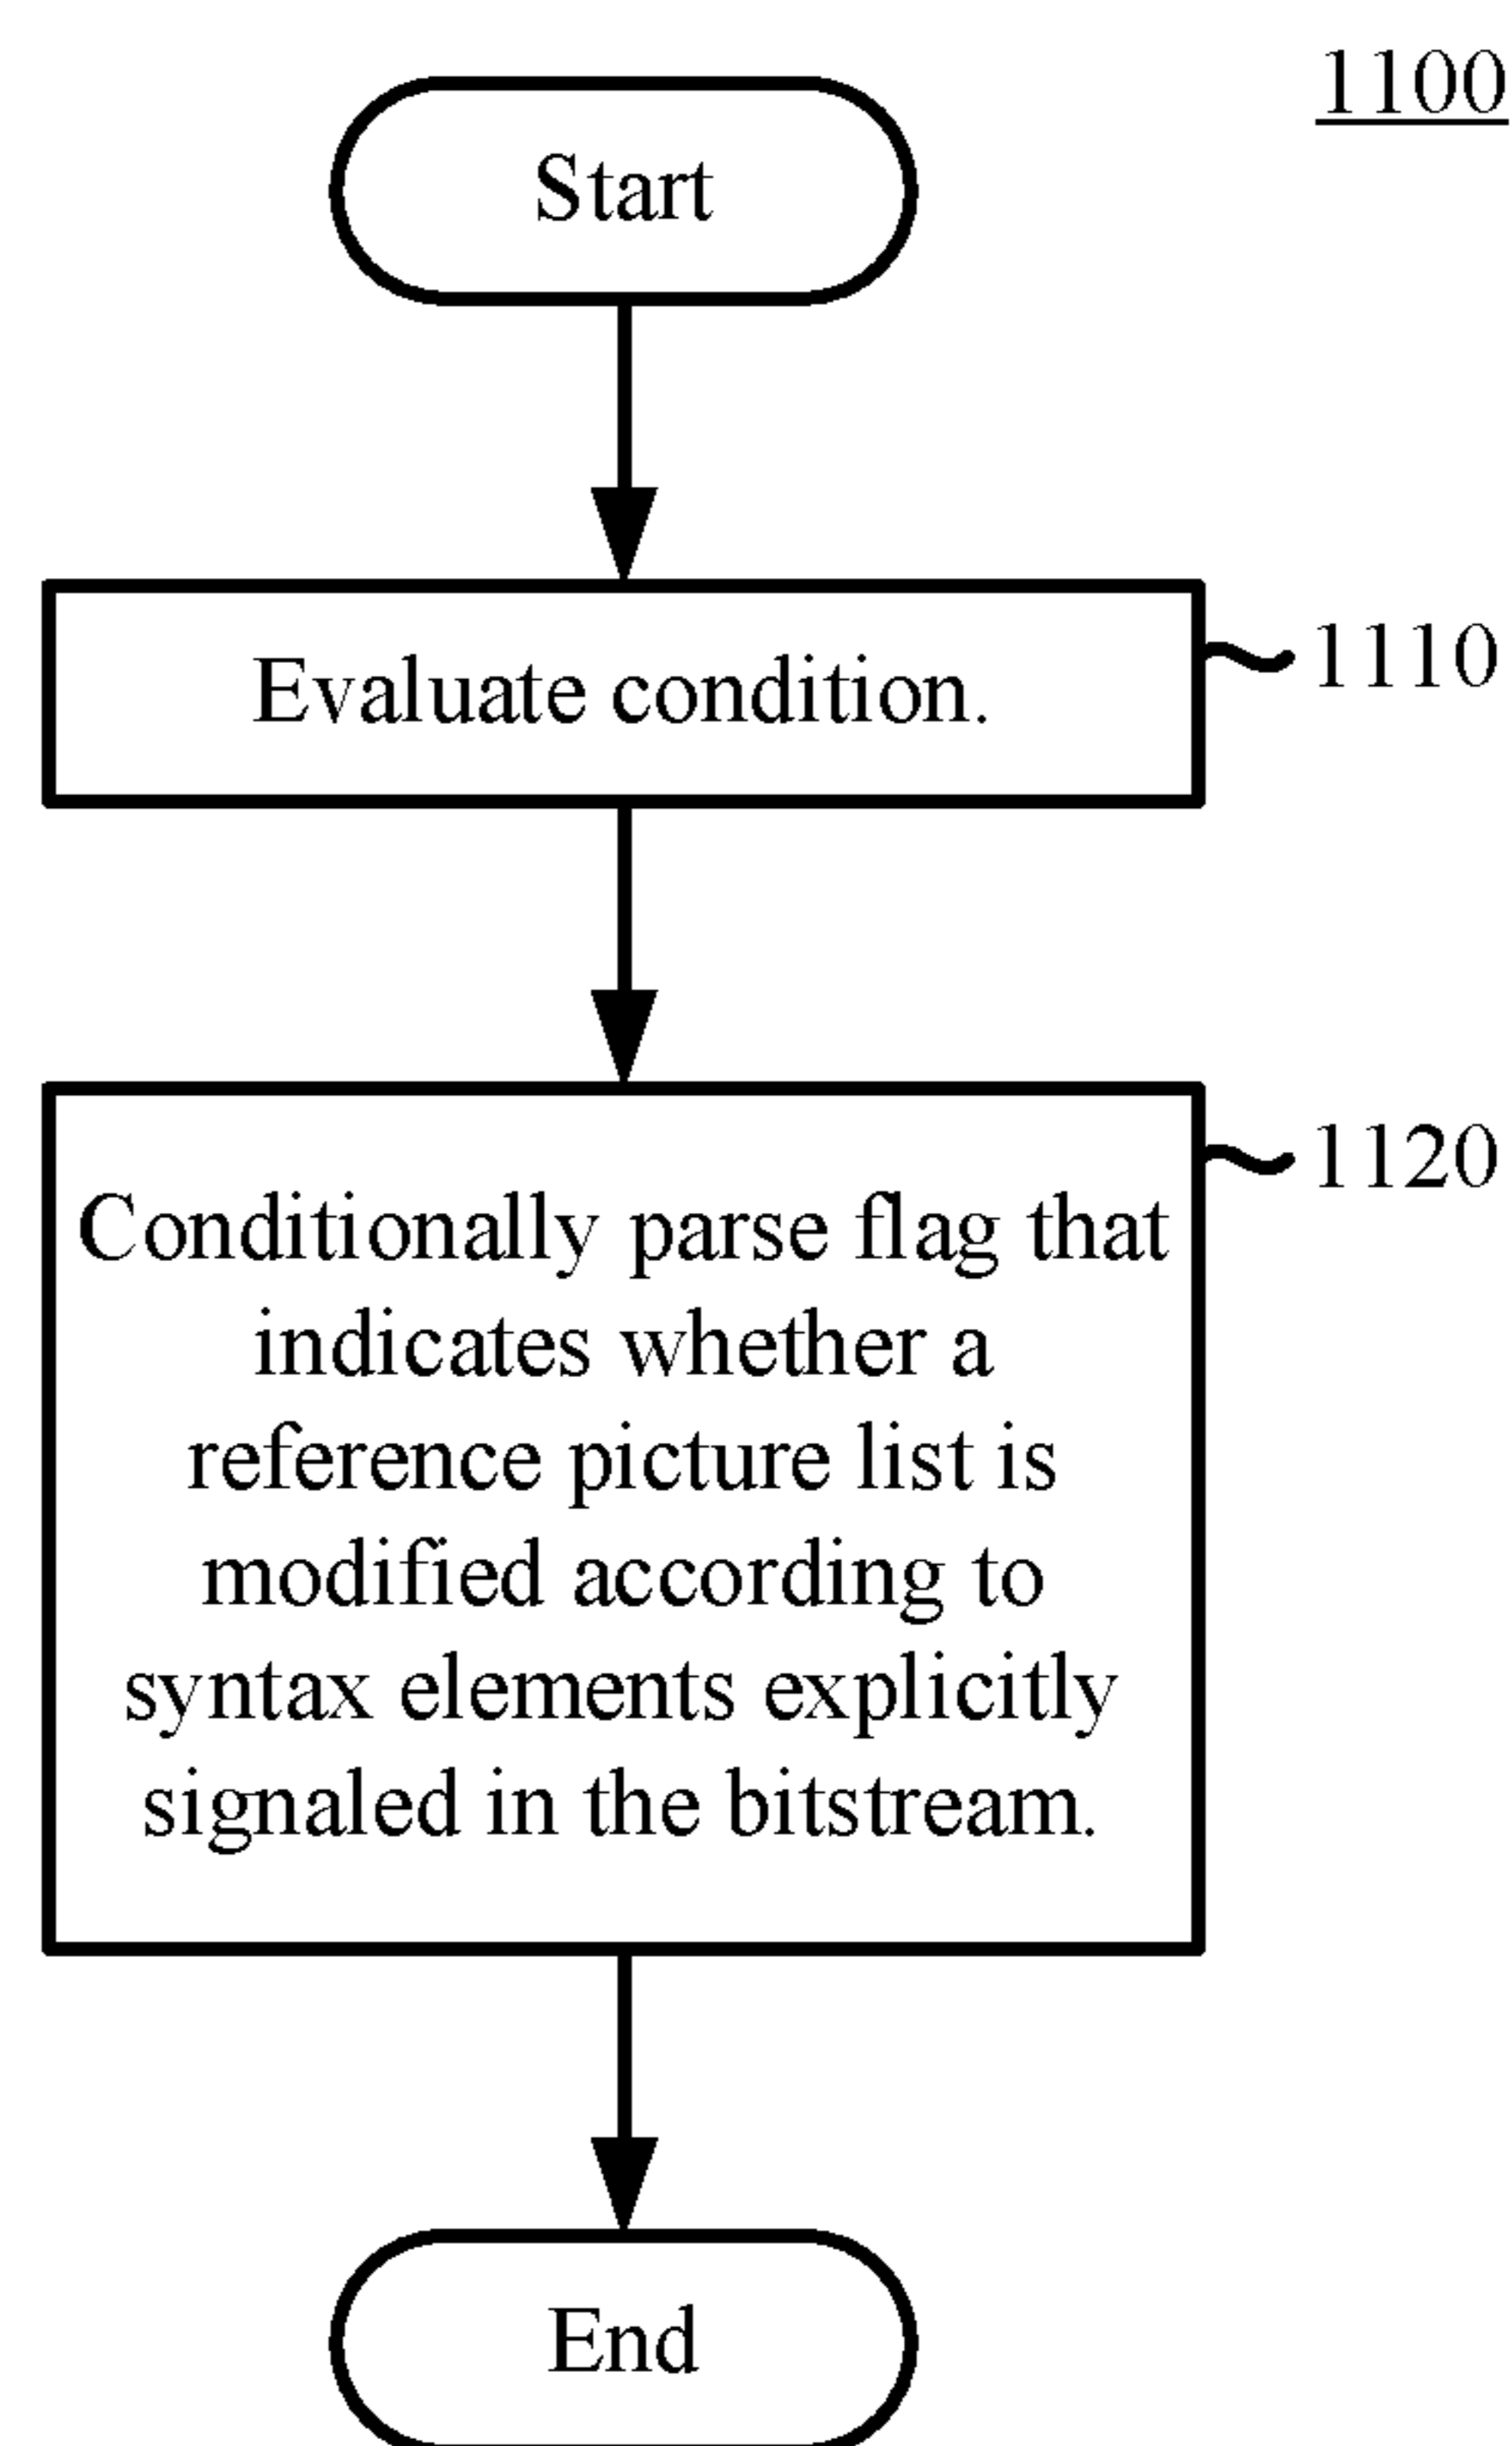 1100
Start
Evaluate condition.
1110
1120
Conditionally parse flag that
indicates whether a
reference picture list is
modified according to
syntax elements explicitly
signaled in the bitstream.
End